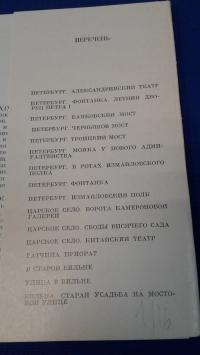 ПЕРЕЧЕНЬ
ПЕТЕРБУРГ. АЛЕКСАНДРИНСКИЙ ТЕАТР
ПЕТЕРБУРГ. ФОНТАНКА. ЛЕТНИЙ ДВО-
РЕЦ ПЕТРА I
ПЕТЕРБУРГ. БАНКОВСКИЙ МОСТ
ПЕТЕРБУРГ. ЧЕРНЫШОВ МОСТ
ПЕТЕРБУРГ. ТРОИЦКИЙ МОСТ
ПЕТЕРБУРГ. МОЙКА У НОВОГО АДМИ-
РАЛТЕЙСТВА
ПЕТЕРБУРГ. В РОТАХ ИЗМАЙЛОВСКОГО
ПОЛКА
ПЕТЕРБУРГ. ФОНТАНКА
ПЕТЕРБУРГ. ИЗМАЙЛОВСКИЙ ПОЛК
ЦАРСКОЕ СЕЛО. ВОРОТА КАМЕРОНОВОЙ
ГАЛЕРЕИ
ЦАРСКОЕ СЕЛО. СВОДЫ ВИСЯЧЕГО САДА
ЦАРСКОЕ СЕЛО. КИТАЙСКИЙ ТЕАТР
ГАТЧИНА. ПРИОРАТ
В СТАРОЙ ВИЛЬНЕ
УЛИЦА В ВИЛЬНЕ
ВИЛЬНА. СТАРАЯ УСАДЬБА НА МОСТО-
ВОЙ УЛИЦЕ